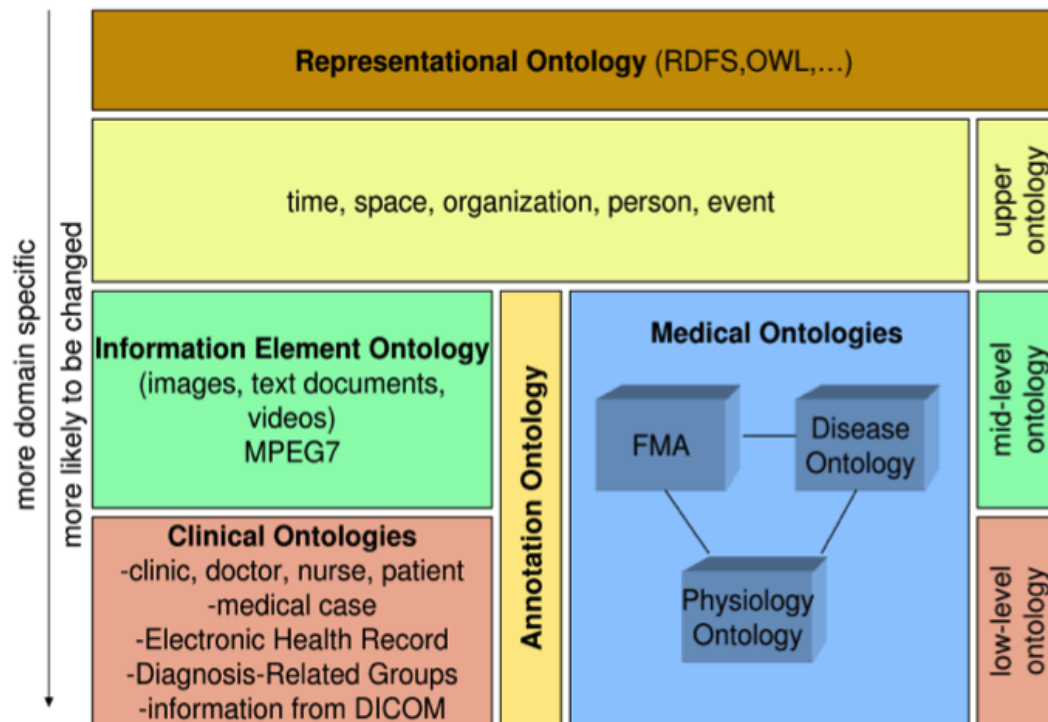 Representational Ontology (RDFS,OWL,...)
time, space, organization, person, event
upper
ontology
more domain specific
more likely to be changed
Information Element Ontology
(images, text documents,
videos)
MPEG7
Annotation Ontology
Medical Ontologies
FMA
Disease
Ontology
Physiology
Ontology
mid-level
ontology
Clinical Ontologies
-clinic, doctor, nurse, patient
-medical case
-Electronic Health Record
-Diagnosis-Related Groups
-information from DICOM
low-level
ontology